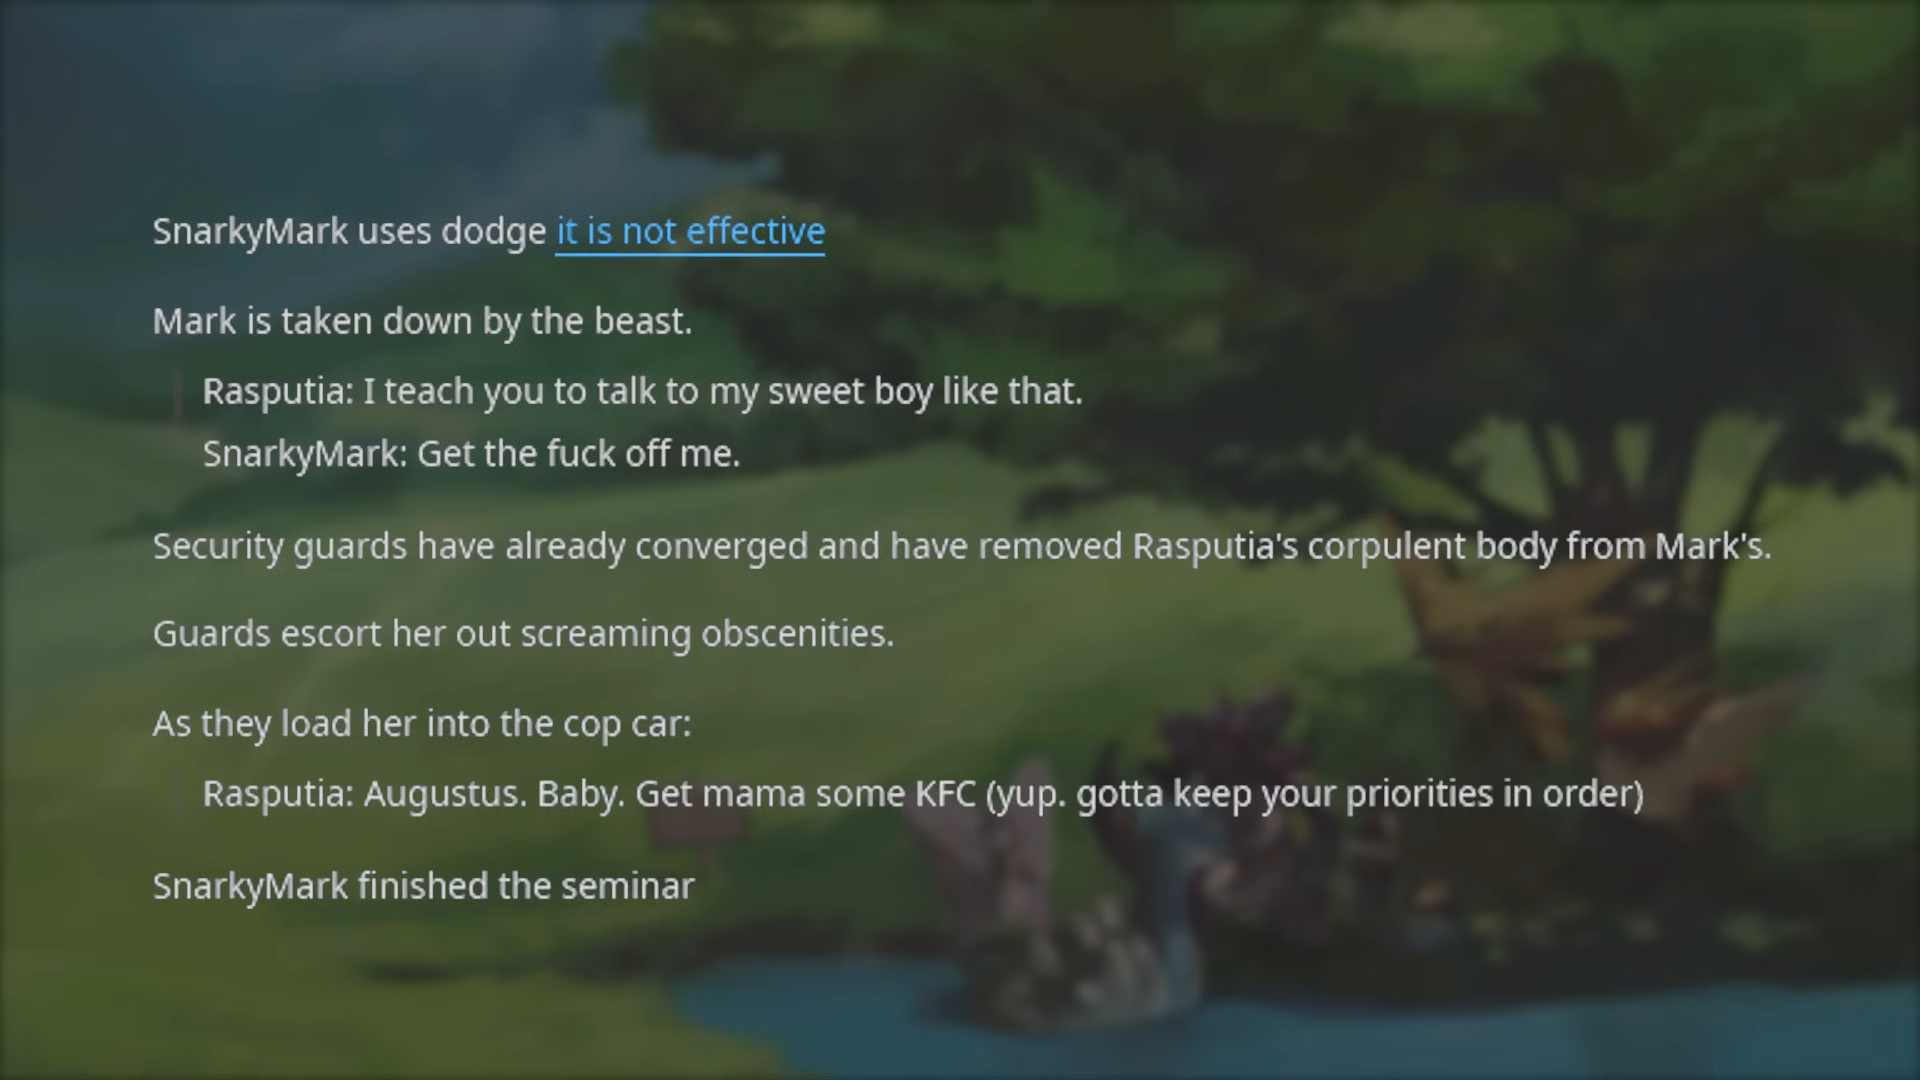 SnarkyMark uses dodge it is not effective
Mark is taken down by the beast.
Rasputia: I teach you to talk to my sweet boy like that.
SnarkyMark: Get the fuck off me.
Security guards have already converged and have removed Rasputia's corpulent body from Mark's.
Guards escort her out screaming obscenities.
As they load her into the cop car:
Rasputia: Augustus. Baby. Get mama some KFC (yup. gotta keep your priorities in order)
SnarkyMark finished the seminar